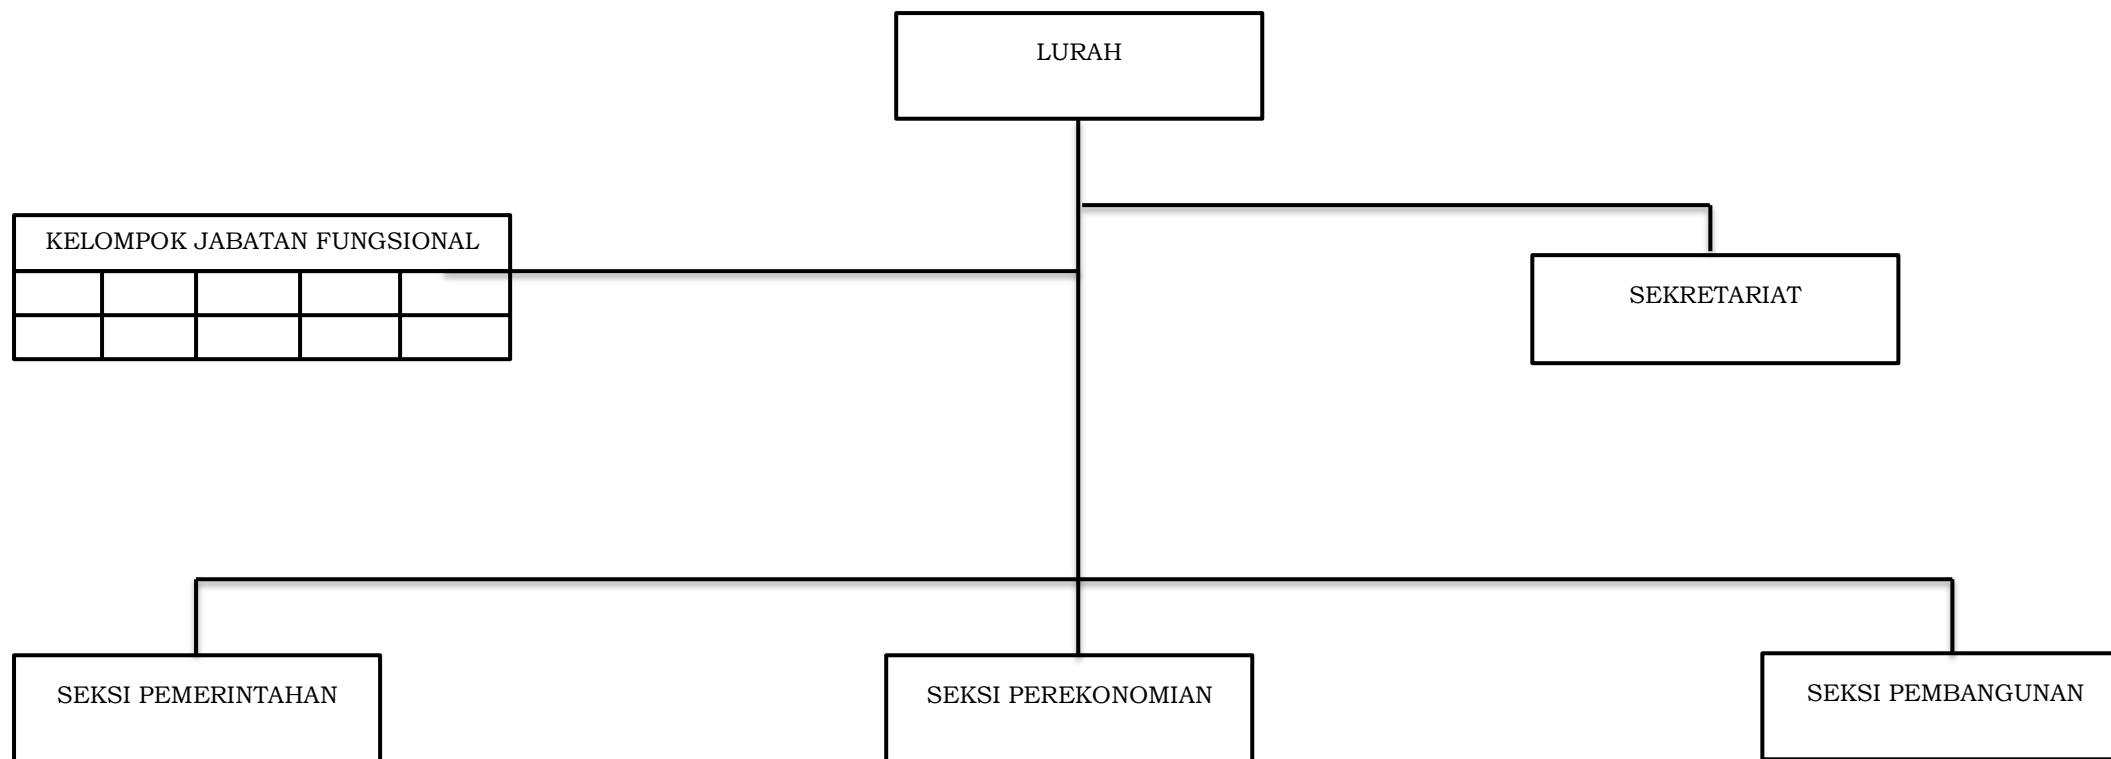 LURAH
KELOMPOK JABATAN FUNGSIONAL
SEKRETARIAT
SEKSI PEMERINTAHAN
SEKSI PEREKONOMIAN
SEKSI PEMBANGUNAN